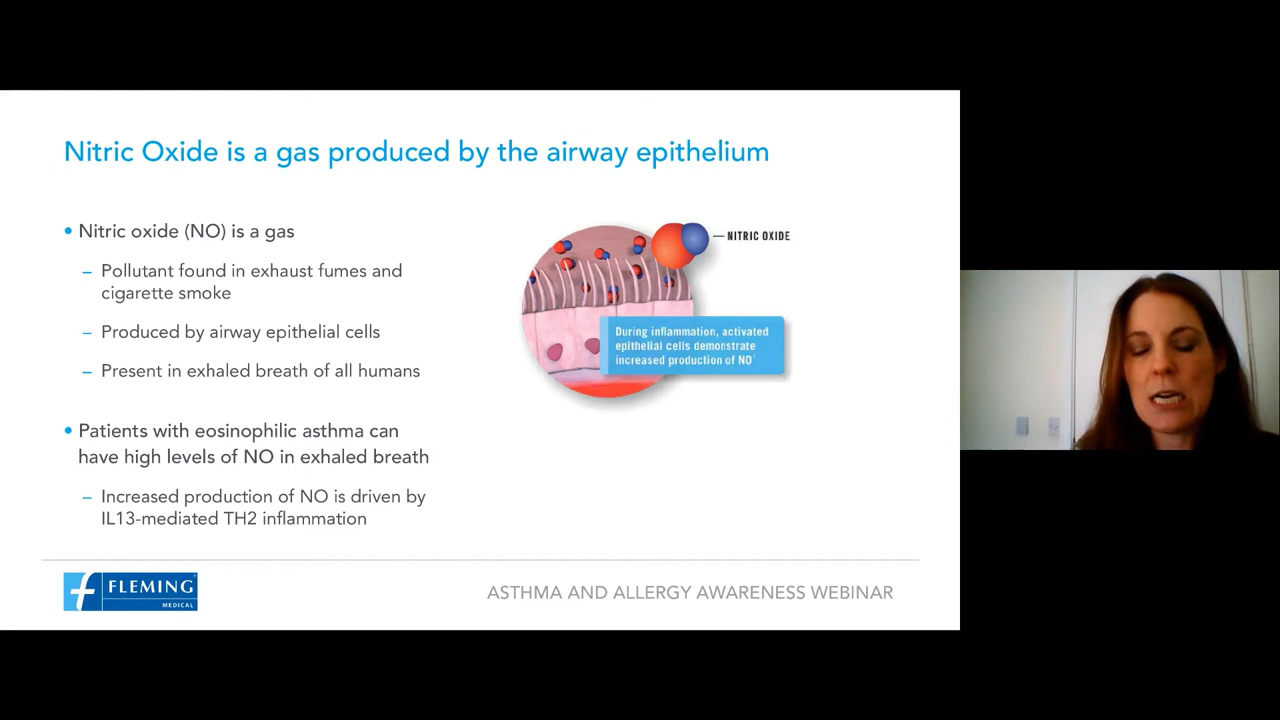 Nitric Oxide is a gas produced by the airway epithelium
• Nitric oxide (NO) is a gas
– Pollutant found in exhaust fumes and
cigarette smoke
– Produced by airway epithelial cells
– Present in exhaled breath of all humans
• Patients with eosinophilic asthma can
have high levels of NO in exhaled breath
– Increased production of NO is driven by
IL13-mediated TH2 inflammation
NITRIC OXIDE
During inflammation, activated
epithelial cells demonstrate
increased production of NO¹
FLEMING
MEDICAL
ASTHMA AND ALLERGY AWARENESS WEBINAR